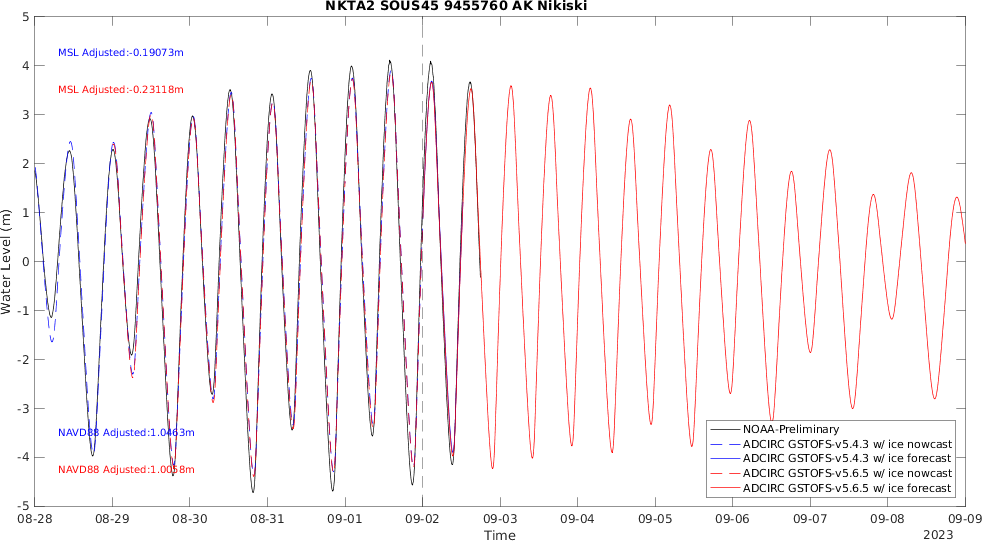 NKTA2 SOUS45 9455760 AK Nikiski
5
4
3
2
1
0
-1
-2
-3
-4
-5
Water Level (m)
MSL Adjusted:-0.19073m
MSL Adjusted:-0.23118m
NAVD88 Adjusted:1.0463m
NAVD88 Adjusted:1.0058m
NOAA-Preliminary
ADCIRC GSTOFS-v5.4.3 w/ ice nowcast
ADCIRC GSTOFS-v5.4.3 w/ ice forecast
ADCIRC GSTOFS-v5.6.5 w/ ice nowcast
ADCIRC GSTOFS-v5.6.5 w/ ice forecast
08-28 08-29 08-30 08-31 09-01 09-02 09-03 09-04 09-05 09-06 09-07 09-08 09-09
Time
2023